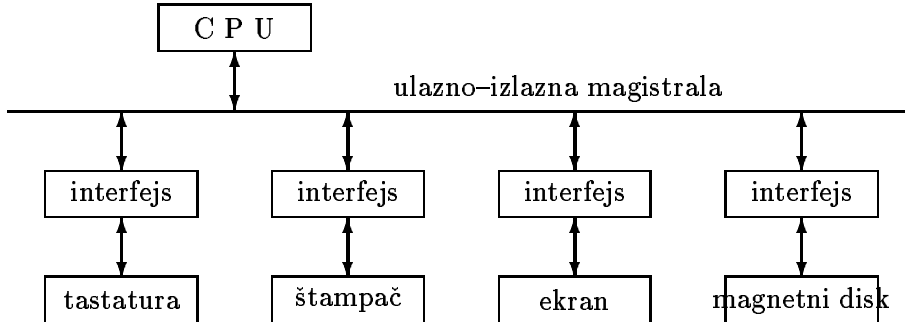 C P U
ulazno–izlazna magistrala
interfejs interfejs interfejs interfejs
tastatura štampač ekran magnetni disk